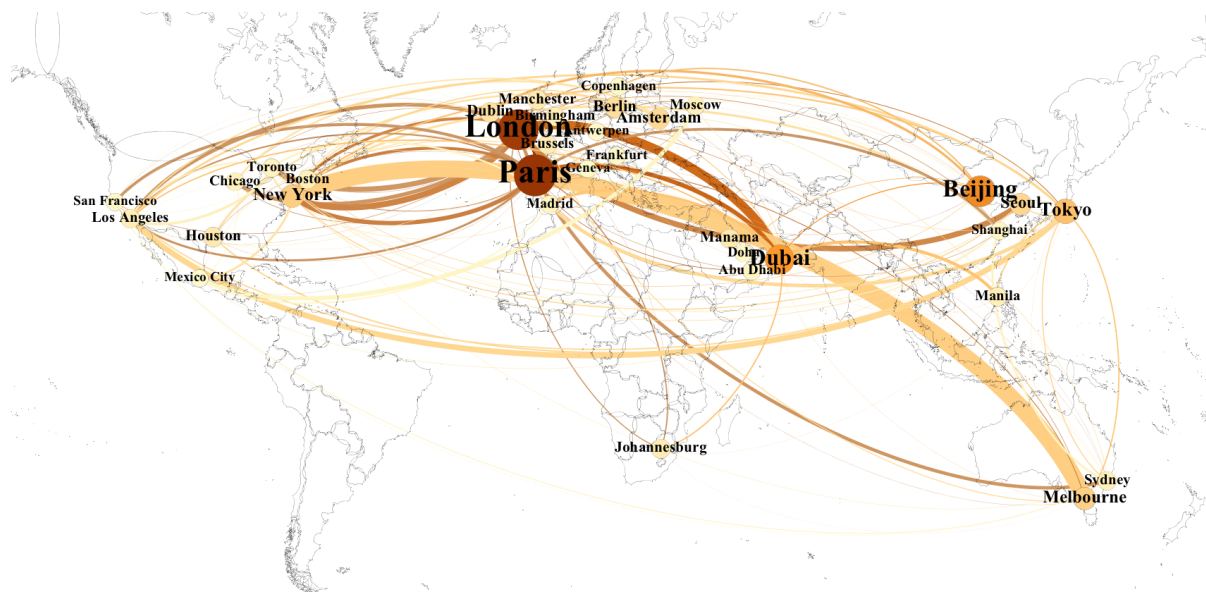 Copenhagen
Manchester
Berlin
Moscow
Dublin
Birmingham
Amsterdam
London
Antwerpen
Brussels
Frankfurt
Geneva
Paris
Toronto
Chicago
Boston
New York
San Francisco
Los Angeles
Madrid
Beijing
Seoul
Tokyo
Houston
Manama
Shanghai
Doha
Dubai
Abu Dhabi
Mexico City
Manila
Johannesburg
Sydney
Melbourne